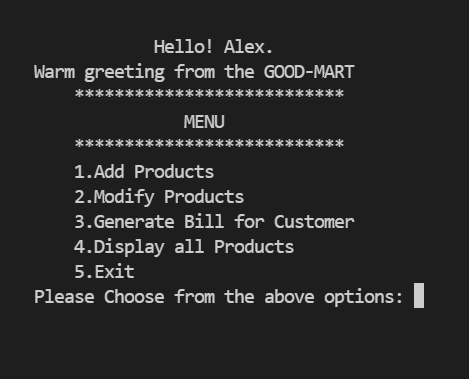 Hello! Alex.
Warm greeting from the GOOD-MART
***************************
MENU
***************************
1.Add Products
2.Modify Products
3.Generate Bill for Customer
4.Display all Products
5.Exit
Please Choose from the above options: